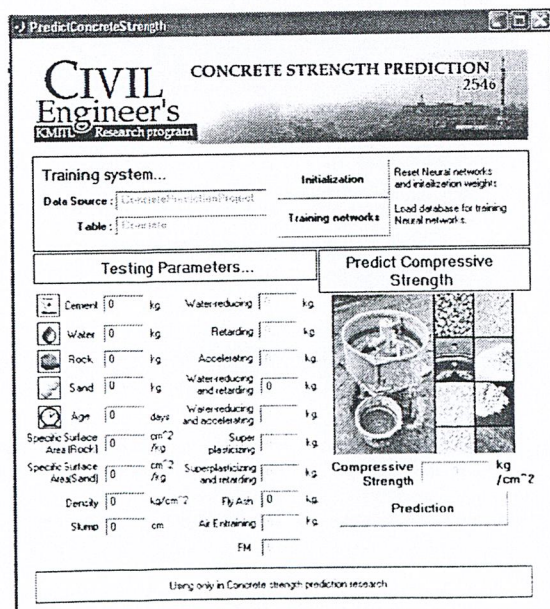 PredictConcreteStrength
CIVIL
Engineer's
KMITL Research program
CONCRETE STRENGTH PREDICTION
2546
Training system...
Data Source : ConcretePredictionProject
Table : Concrete
Initialization
Reset Neural networks
and initailization weights
Training networks
Load database for training
Neural networks.
Testing Parameters...
Cement 0 kg
Water 0 kg
Rock 0 kg
Sand 0 kg
Age 0 days
Specific Surface
Area (Rock) 0 cm^2
/kg
Specific Surface
Area(Sand) 0 cm^2
/kg
Density 0 kg/cm^2
Slump 0 cm
Water-reducing kg
Retarding kg
Accelerating kg
Water-reducing
and retarding 0 kg
Water-reducing
and accelerating kg
Super
plasticizing kg
Superplasticizing
and retarding kg
Fly Ash 0 kg
Air Entraining kg
FM
Predict Compressive
Strength
Compressive
Strength kg
/cm^2
Prediction
Using only in Concrete strength prediction research